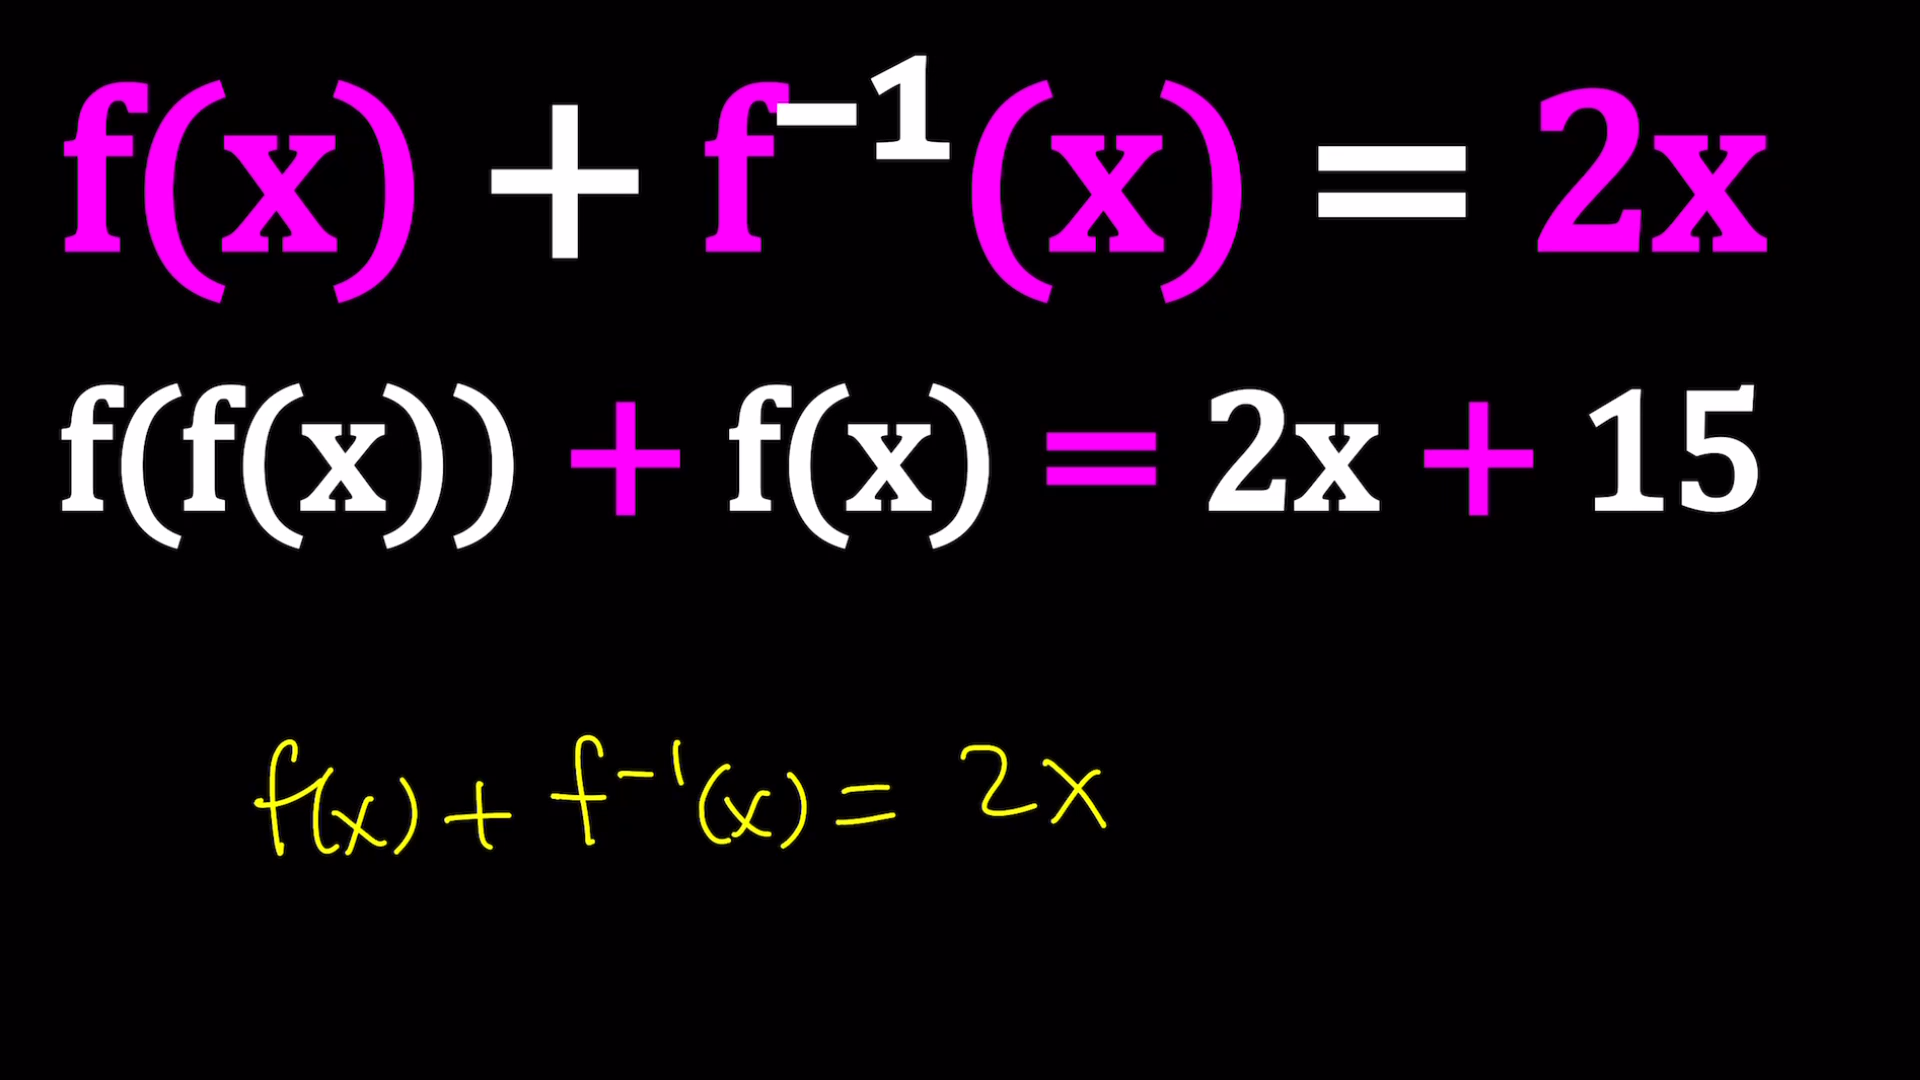 f(x) + f⁻¹(x) = 2x
f(f(x)) + f(x) = 2x + 15
f(x) + f⁻¹(x) = 2x